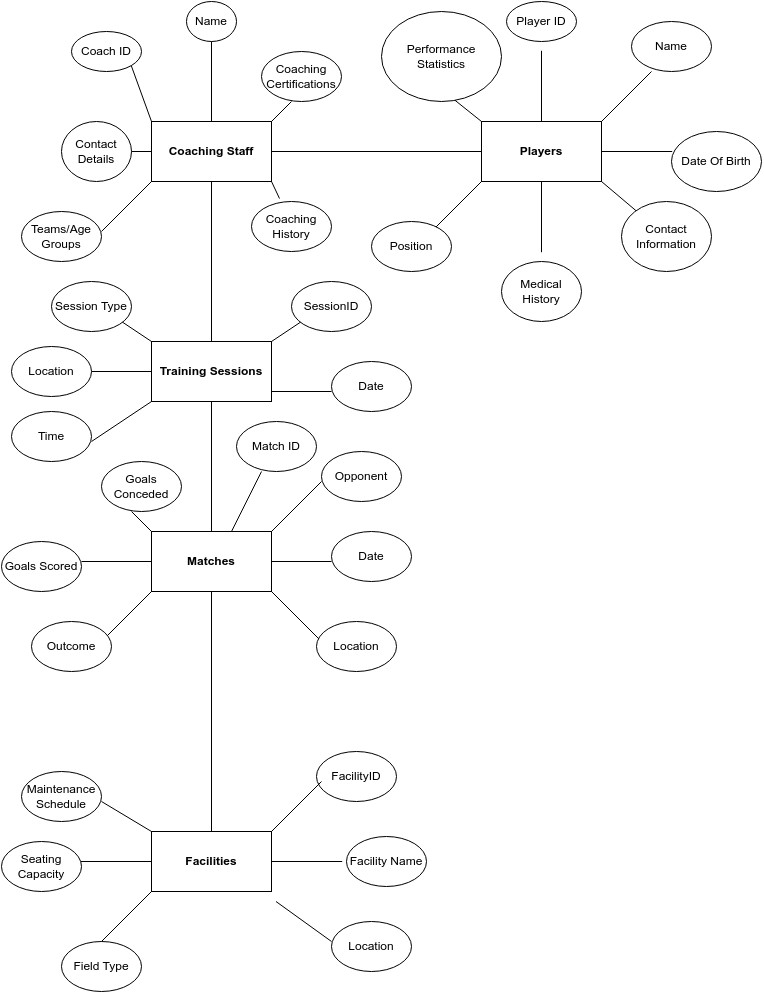 Name
Player ID
Coach ID
Performance
Statistics
Name
Coaching
Certifications
Contact
Details
Coaching Staff
Players
Date Of Birth
Teams/Age
Groups
Coaching
History
Position
Contact
Information
Medical
History
Session Type
SessionID
Location
Training Sessions
Date
Time
Match ID
Goals
Conceded
Opponent
Goals Scored
Matches
Date
Outcome
Location
Maintenance
Schedule
FacilityID
Seating
Capacity
Facilities
Facility Name
Field Type
Location